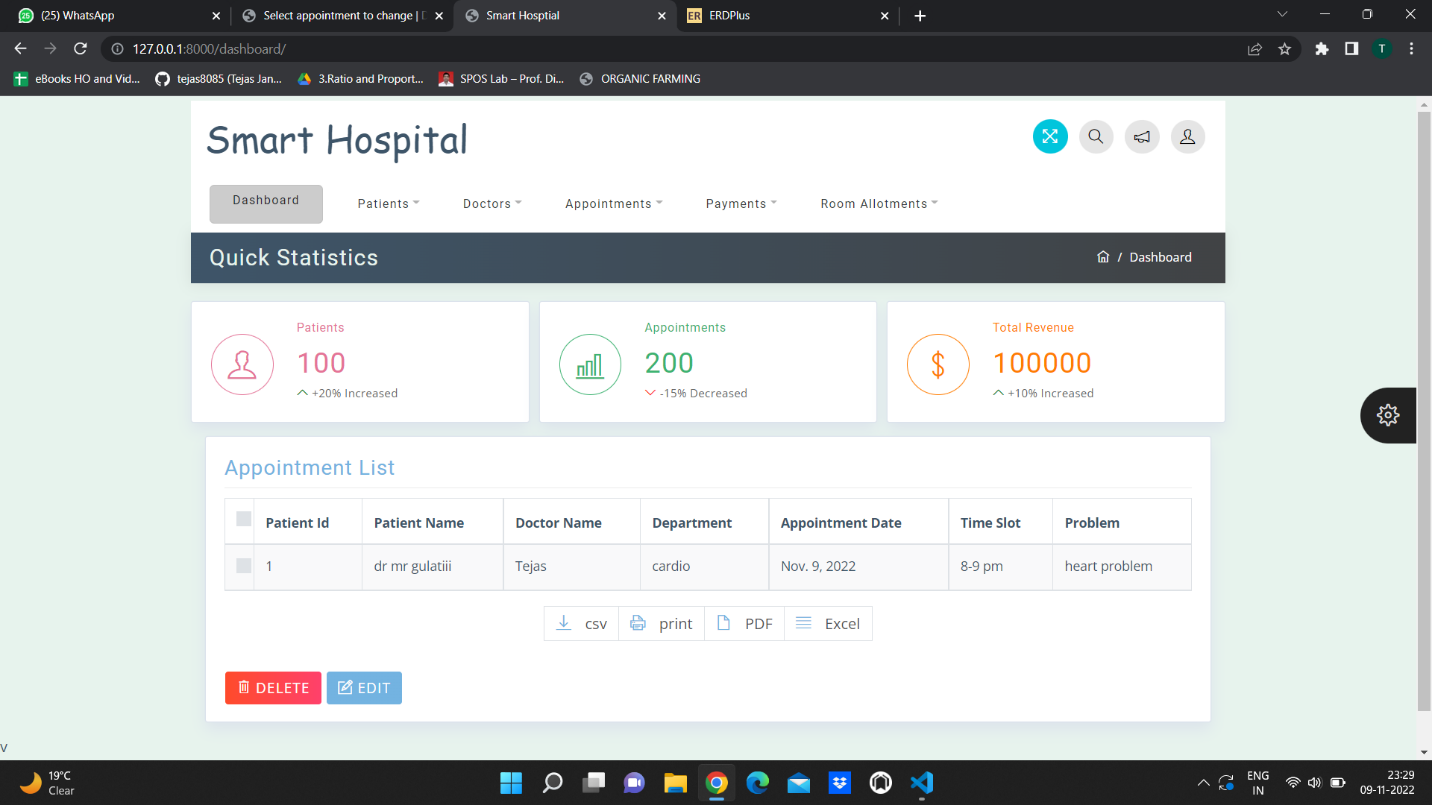 25 (25) WhatsApp
Select appointment to change | D
Smart Hosptial
ER ERDPlus
127.0.0.1:8000/dashboard/
T
eBooks HO and Vid...
tejas8085 (Tejas Jan...
3.Ratio and Proport...
SPOS Lab – Prof. Di...
ORGANIC FARMING
Smart Hospital
Dashboard Patients Doctors Appointments Payments Room Allotments
Quick Statistics
/ Dashboard
Patients
100
+20% Increased
Appointments
200
-15% Decreased
Total Revenue
$ 100000
+10% Increased
Appointment List
Patient Id Patient Name Doctor Name Department Appointment Date Time Slot Problem
1 dr mr gulatiii Tejas cardio Nov. 9, 2022 8-9 pm heart problem
csv print PDF Excel
DELETE EDIT
v
19°C
Clear
ENG
IN
23:29
09-11-2022